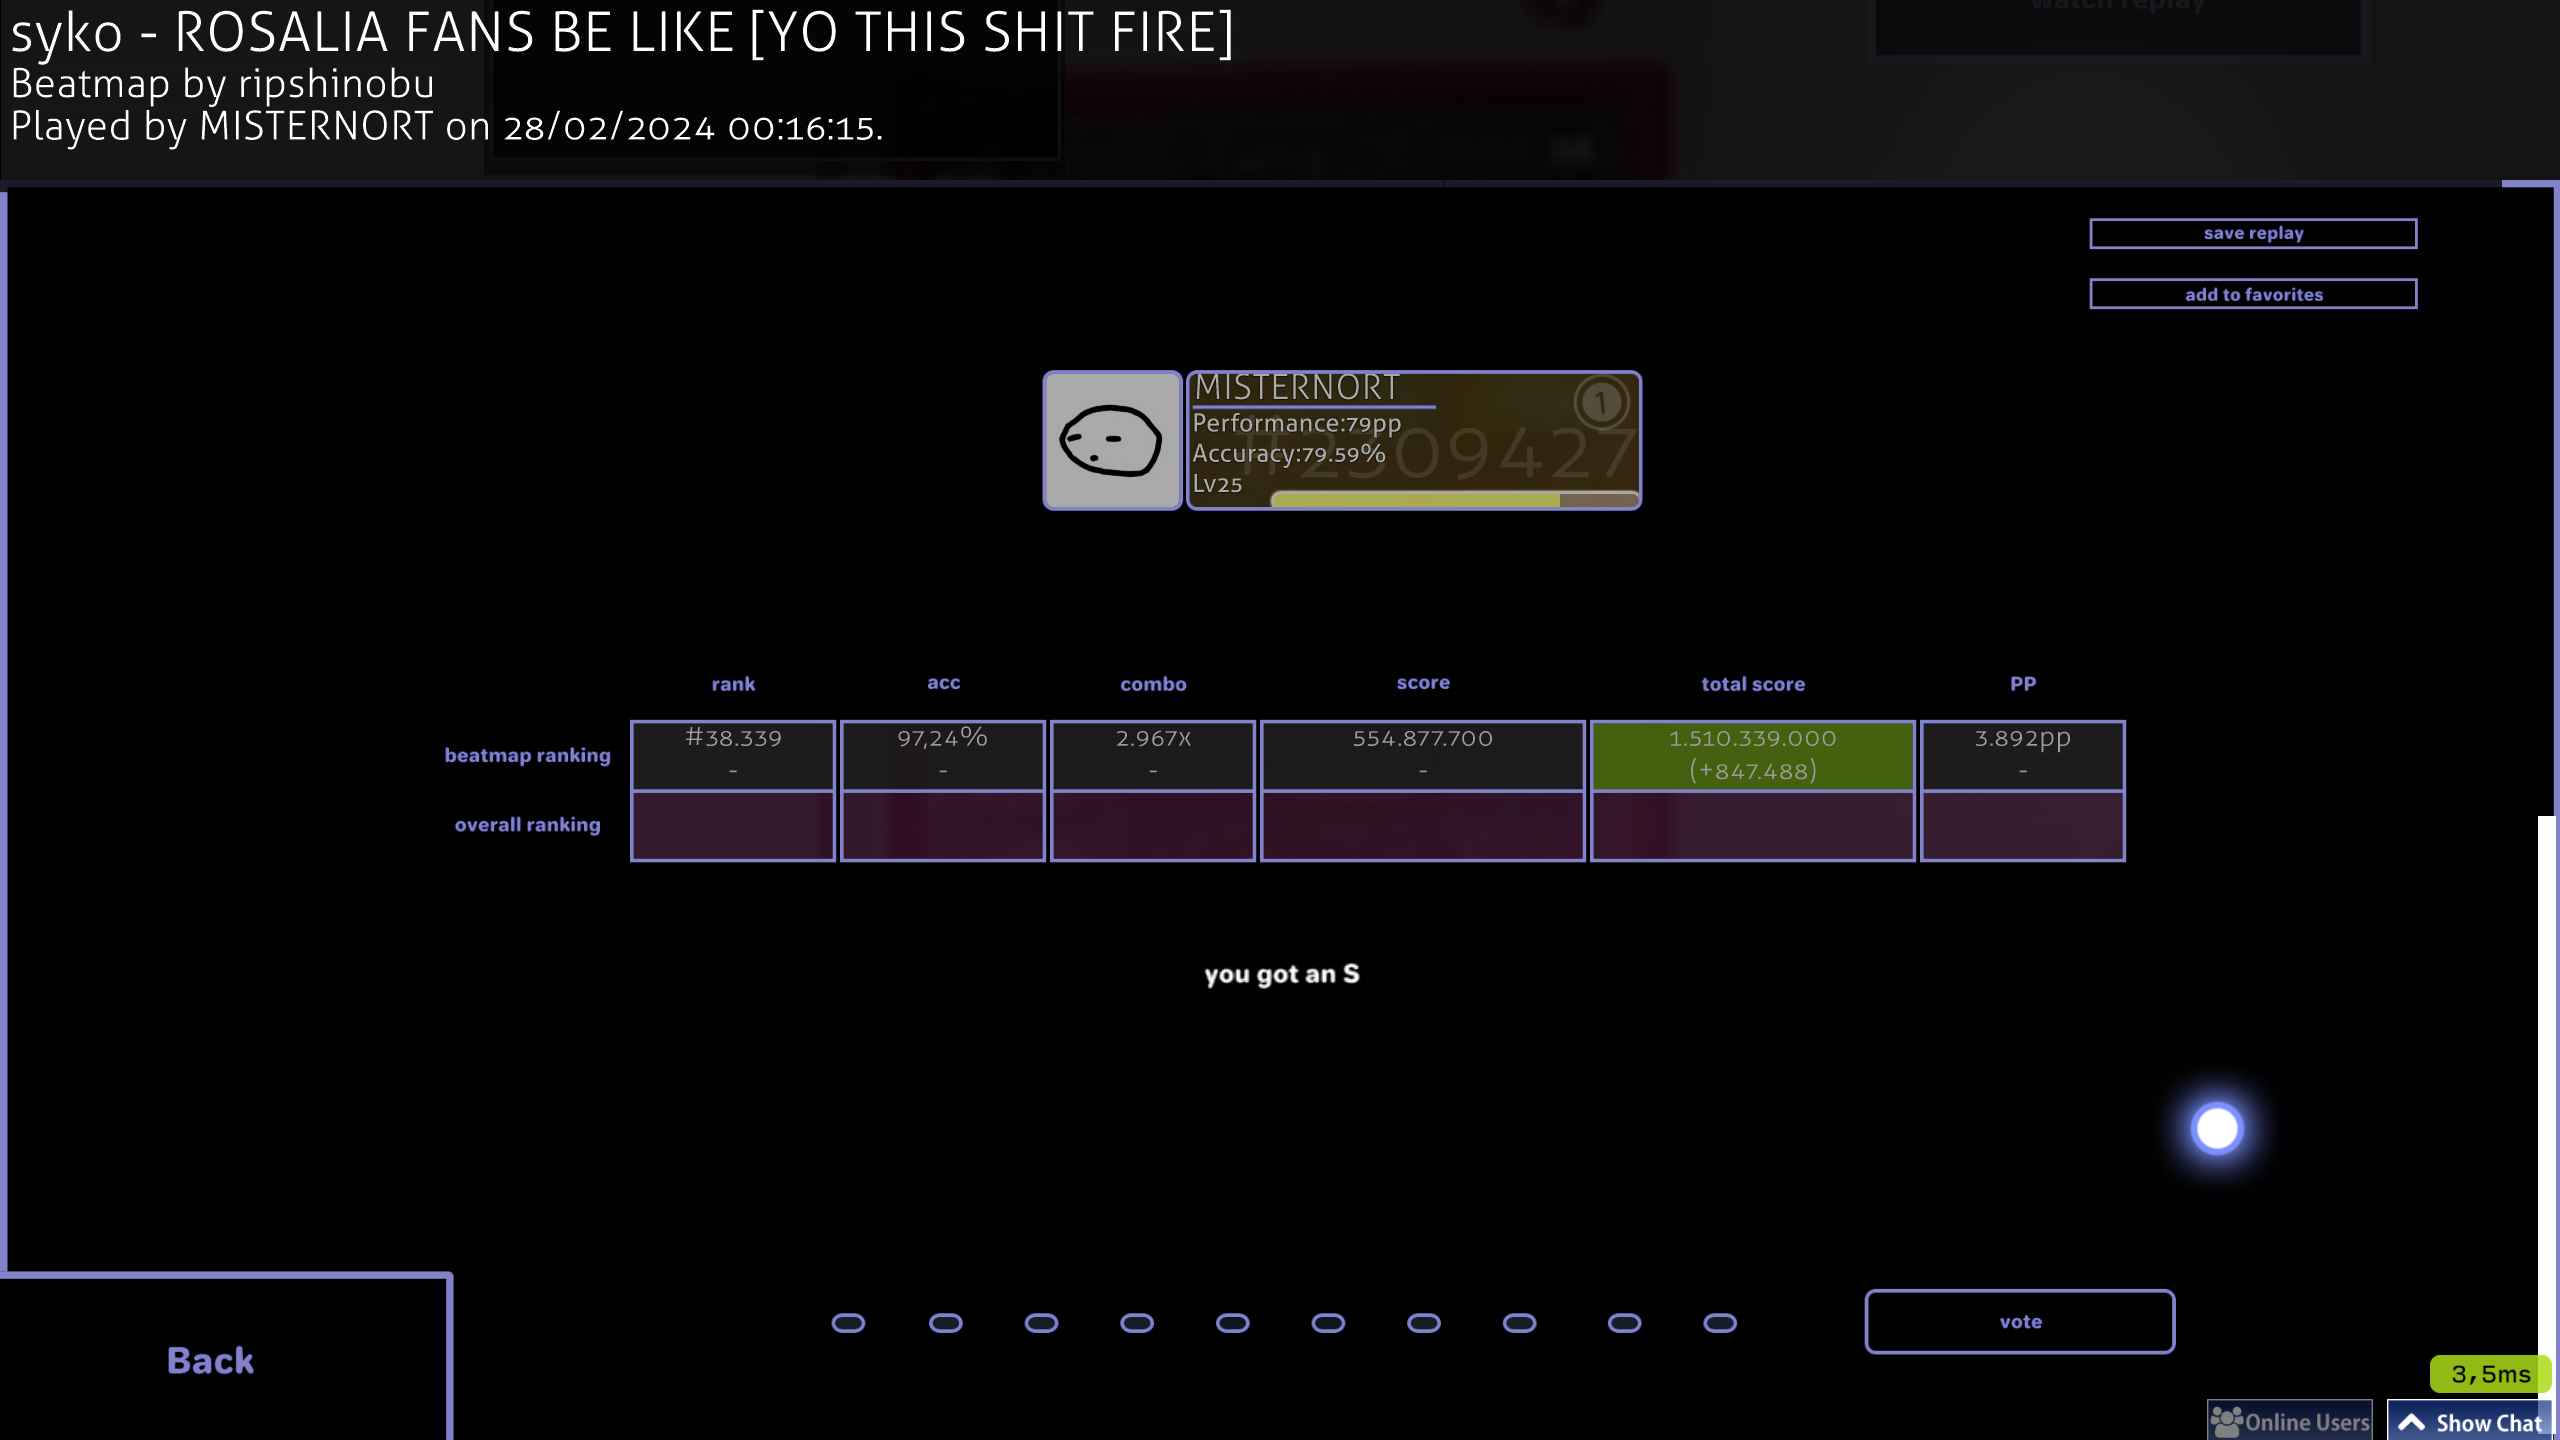 watch replay
syko - ROSALIA FANS BE LIKE [YO THIS SHIT FIRE]
Beatmap by ripshinobu
Played by MISTERNORT on 28/02/2024 00:16:15.
save replay
add to favorites
MISTERNORT
1
Performance:79pp
#2309427
Accuracy:79.59%
Lv25
rank acc combo score total score PP
beatmap ranking
#38.339 97,24% 2.967x 554.877.700 1.510.339.000 3.892pp
- - - - (+847.488) -
overall ranking
you got an S
vote
Back
3,5ms
Online Users
Show Chat